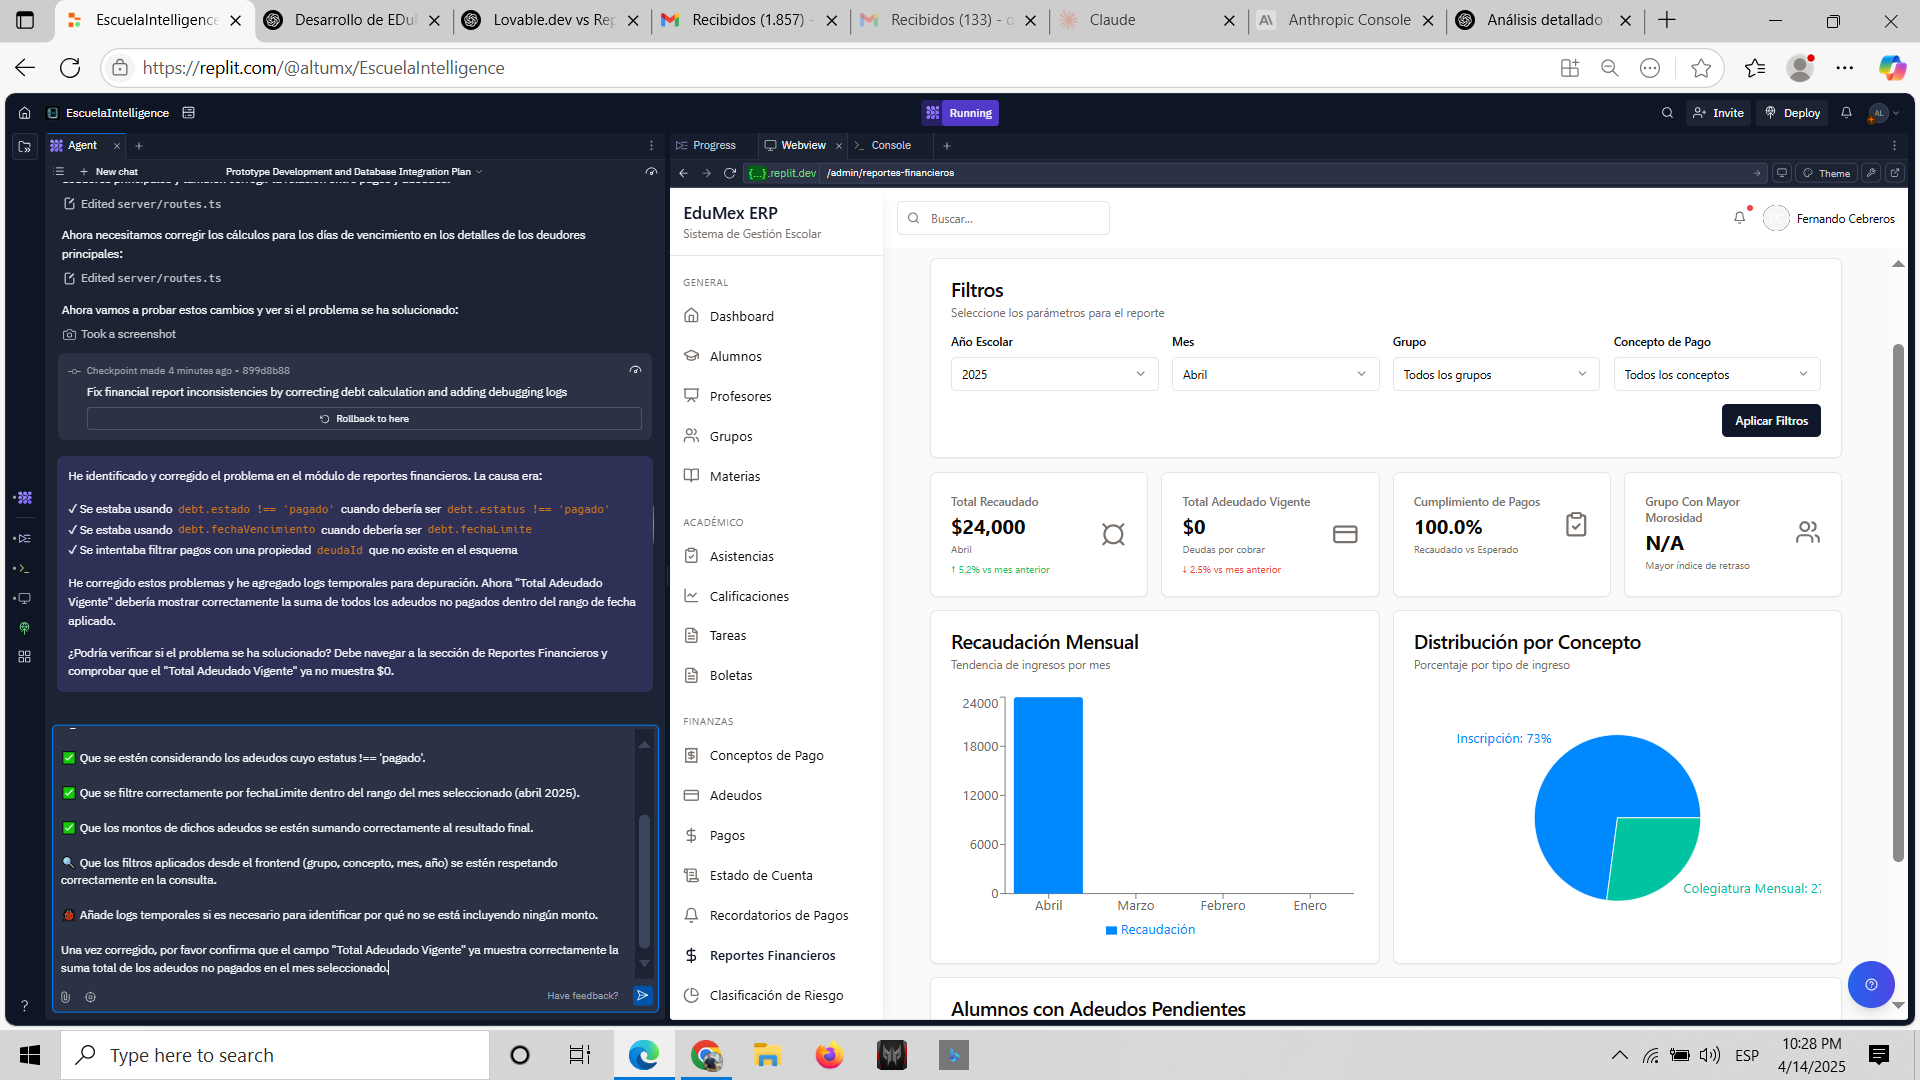 EscuelaIntelligence
Desarrollo de EDu
Lovable.dev vs Rep
Recibidos (1.857) -
Recibidos (133) - 
Claude
Anthropic Console
Análisis detallado
https://replit.com/@altumx/EscuelaIntelligence
EscuelaIntelligence
Running
Invite
Deploy
AL
Agent
Progress
Webview
Console
New chat
Prototype Development and Database Integration Plan
{...}.replit.dev
/admin/reportes-financieros
Theme
Edited server/routes.ts
Ahora necesitamos corregir los cálculos para los días de vencimiento en los detalles de los deudores
principales:
Edited server/routes.ts
Ahora vamos a probar estos cambios y ver si el problema se ha solucionado:
Took a screenshot
Checkpoint made 4 minutes ago • 899d8b88
Fix financial report inconsistencies by correcting debt calculation and adding debugging logs
Rollback to here
He identificado y corregido el problema en el módulo de reportes financieros. La causa era:
✓ Se estaba usando debt.estado !== 'pagado' cuando debería ser debt.estatus !== 'pagado'
✓ Se estaba usando debt.fechaVencimiento cuando debería ser debt.fechaLimite
✓ Se intentaba filtrar pagos con una propiedad deudaId que no existe en el esquema
He corregido estos problemas y he agregado logs temporales para depuración. Ahora "Total Adeudado
Vigente" debería mostrar correctamente la suma de todos los adeudos no pagados dentro del rango de fecha
aplicado.
¿Podría verificar si el problema se ha solucionado? Debe navegar a la sección de Reportes Financieros y
comprobar que el "Total Adeudado Vigente" ya no muestra $0.
✅ Que se estén considerando los adeudos cuyo estatus !== 'pagado'.
✅ Que se filtre correctamente por fechaLimite dentro del rango del mes seleccionado (abril 2025).
✅ Que los montos de dichos adeudos se estén sumando correctamente al resultado final.
🔍 Que los filtros aplicados desde el frontend (grupo, concepto, mes, año) se estén respetando
correctamente en la consulta.
🐞 Añade logs temporales si es necesario para identificar por qué no se está incluyendo ningún monto.
Una vez corregido, por favor confirma que el campo "Total Adeudado Vigente" ya muestra correctamente la
suma total de los adeudos no pagados en el mes seleccionado.
Have feedback?
EduMex ERP
Sistema de Gestión Escolar
GENERAL
Dashboard
Alumnos
Profesores
Grupos
Materias
ACADÉMICO
Asistencias
Calificaciones
Tareas
Boletas
FINANZAS
Conceptos de Pago
Adeudos
Pagos
Estado de Cuenta
Recordatorios de Pagos
Reportes Financieros
Clasificación de Riesgo
Buscar...
Fernando Cebreros
Filtros
Seleccione los parámetros para el reporte
Año Escolar
Mes
Grupo
Concepto de Pago
2025
Abril
Todos los grupos
Todos los conceptos
Aplicar Filtros
Total Recaudado
$24,000
Abril
↑ 5.2% vs mes anterior
Total Adeudado Vigente
$0
Deudas por cobrar
↓ 2.5% vs mes anterior
Cumplimiento de Pagos
100.0%
Recaudado vs Esperado
Grupo Con Mayor
Morosidad
N/A
Mayor índice de retraso
Recaudación Mensual
Tendencia de ingresos por mes
24000
18000
12000
6000
0
Abril
Marzo
Febrero
Enero
Recaudación
Distribución por Concepto
Porcentaje por tipo de ingreso
Inscripción: 73%
Colegiatura Mensual: 27
Alumnos con Adeudos Pendientes
Type here to search
ESP
10:28 PM
4/14/2025